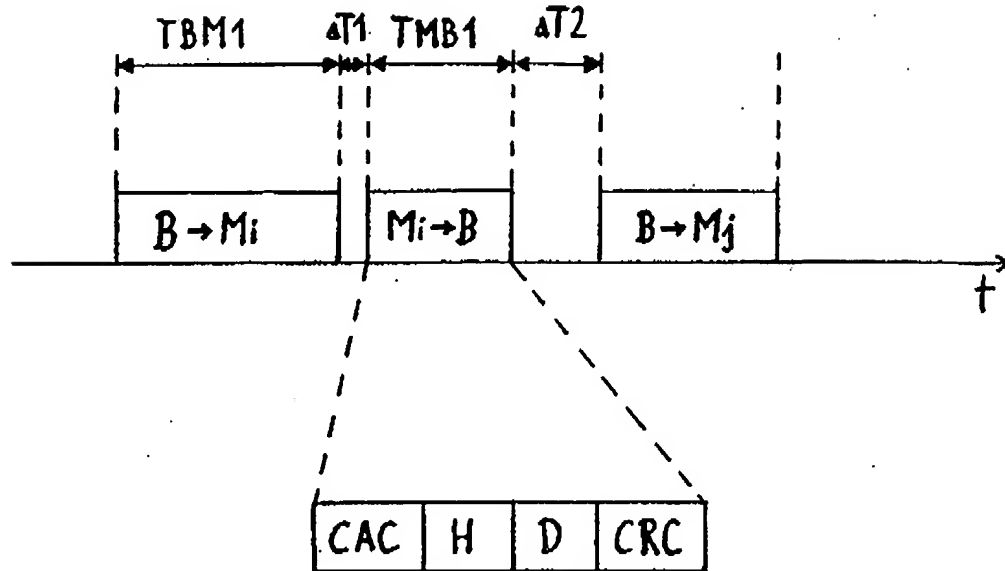 TBM1 ΔT1 TMB1 ΔT2
B→Mi Mi→B B→Mj
t
CAC H D CRC